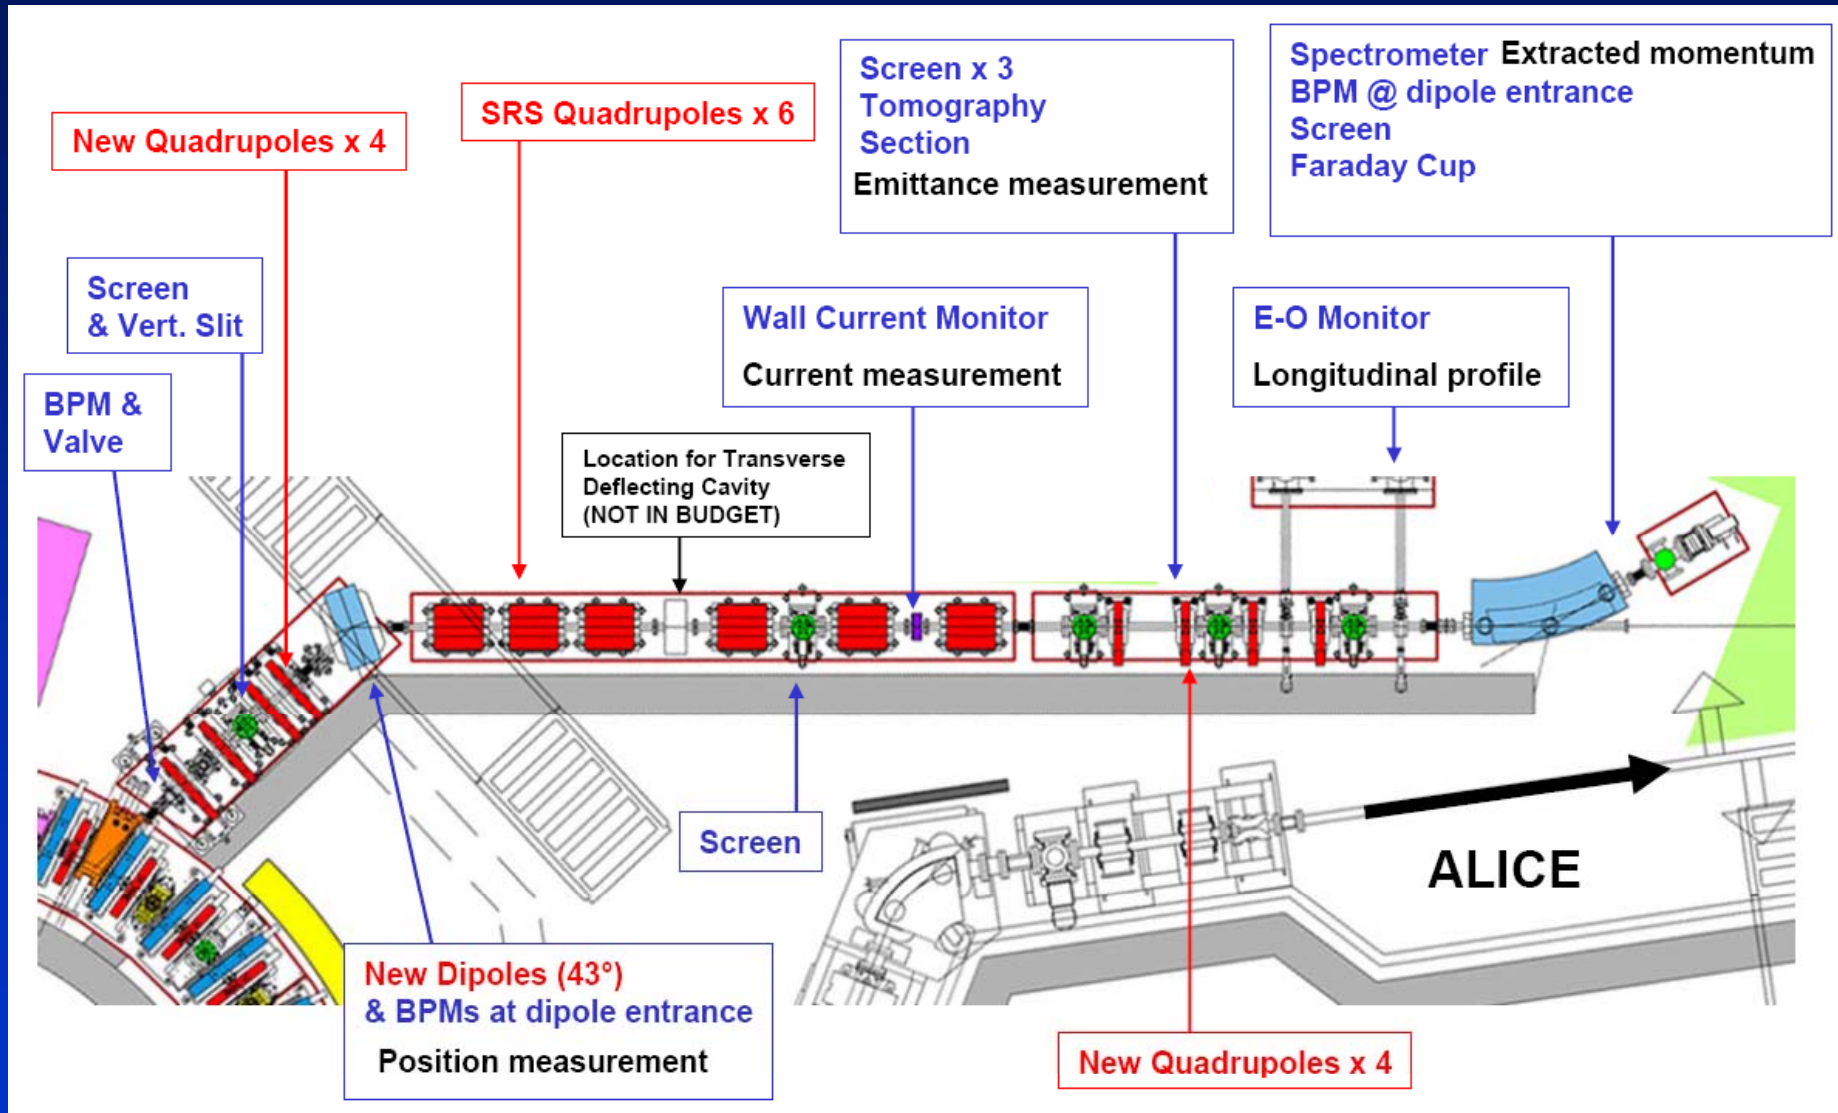 New Quadrupoles x 4
SRS Quadrupoles x 6
Screen x 3
Tomography
Section
Emittance measurement
Spectrometer Extracted momentum
BPM @ dipole entrance
Screen
Faraday Cup
Screen
& Vert. Slit
BPM &
Valve
Wall Current Monitor
Current measurement
E-O Monitor
Longitudinal profile
Location for Transverse
Deflecting Cavity
(NOT IN BUDGET)
Screen
ALICE
New Dipoles (43°)
& BPMs at dipole entrance
Position measurement
New Quadrupoles x 4